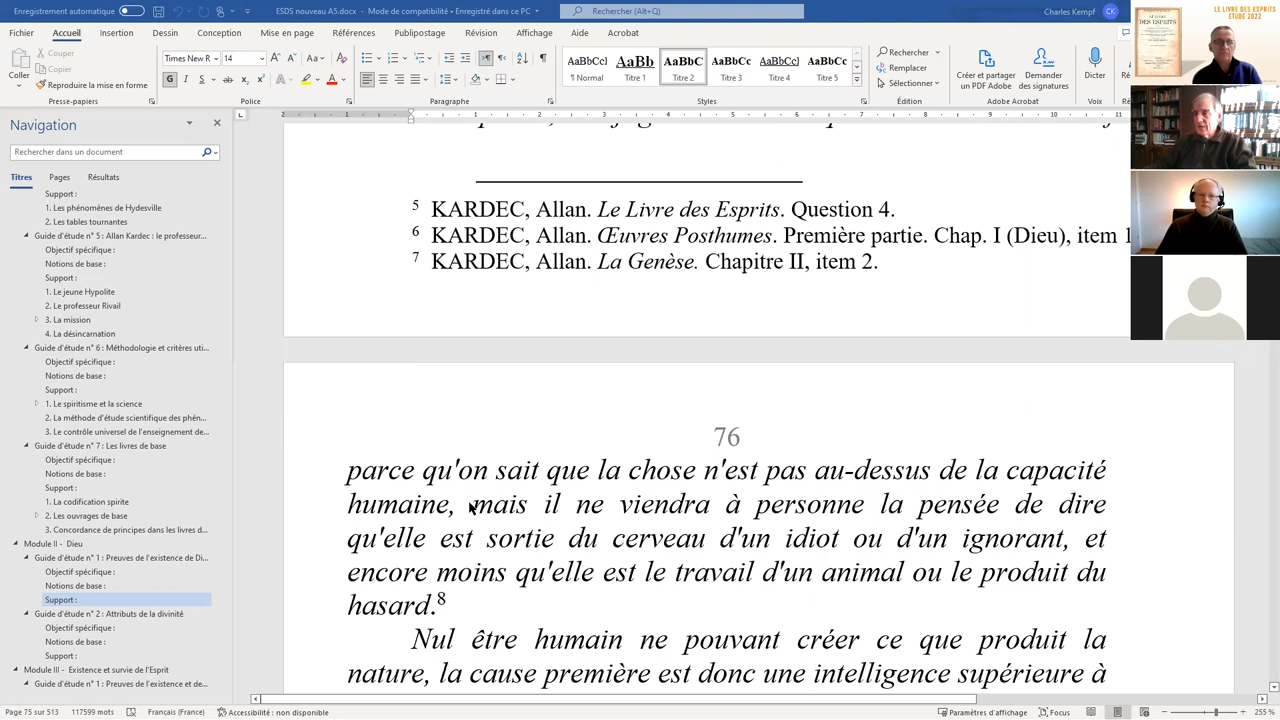 Enregistrement automatique
ESDS nouveau A5.docx - Mode de compatibilité • Enregistré dans ce PC
Rechercher (Alt+Q)
Charles Kempf
CK
LE LIVRE DES ESPRITS
ETUDE 2022
Fichier
Accueil
Insertion
Dessin
Conception
Mise en page
Références
Publipostage
Révision
Affichage
Aide
Acrobat
Coller
Couper
Copier
Reproduire la mise en forme
Presse-papiers
Times New R
14
Police
Paragraphe
AaBbCcI
¶ Normal
AaBb
Titre 1
AaBbC
Titre 2
AaBbCc
Titre 3
AaBbCcI
Titre 4
AaBbCc
Titre 5
Styles
Rechercher
Remplacer
Sélectionner
Édition
Créer et partager
un PDF Adobe
Demander
des signatures
Adobe Acrobat
Dicter
Voix
Navigation
Rechercher dans un document
Titres
Pages
Résultats
Support :
1. Les phénomènes de Hydesville
2. Les tables tournantes
Guide d'étude n° 5 : Allan Kardec : le professeur...
Objectif spécifique :
Notions de base :
Support :
1. Le jeune Hypolite
2. Le professeur Rivail
3. La mission
4. La désincarnation
Guide d'étude n° 6 : Méthodologie et critères uti...
Objectif spécifique :
Notions de base :
Support :
1. Le spiritisme et la science
2. La méthode d'étude scientifique des phén...
3. Le contrôle universel de l'enseignement de...
Guide d'étude n° 7 : Les livres de base
Objectif spécifique :
Notions de base :
Support :
1. La codification spirite
2. Les ouvrages de base
3. Concordance de principes dans les livres d...
Module II - Dieu
Guide d'étude n° 1 : Preuves de l'existence de Di...
Objectif spécifique :
Notions de base :
Support :
Guide d'étude n° 2 : Attributs de la divinité
Objectif spécifique :
Notions de base :
Support :
Module III - Existence et survie de l'Esprit
Guide d'étude n° 1 : Preuves de l'existence et de...
5 KARDEC, Allan. Le Livre des Esprits. Question 4.
6 KARDEC, Allan. Œuvres Posthumes. Première partie. Chap. I (Dieu), item 1
7 KARDEC, Allan. La Genèse. Chapitre II, item 2.
76
parce qu'on sait que la chose n'est pas au-dessus de la capacité
humaine, mais il ne viendra à personne la pensée de dire
qu'elle est sortie du cerveau d'un idiot ou d'un ignorant, et
encore moins qu'elle est le travail d'un animal ou le produit du
hasard.8
Nul être humain ne pouvant créer ce que produit la
nature, la cause première est donc une intelligence supérieure à
Page 75 sur 513
117599 mots
Français (France)
Accessibilité : non disponible
Paramètres d'affichage
Focus
255 %